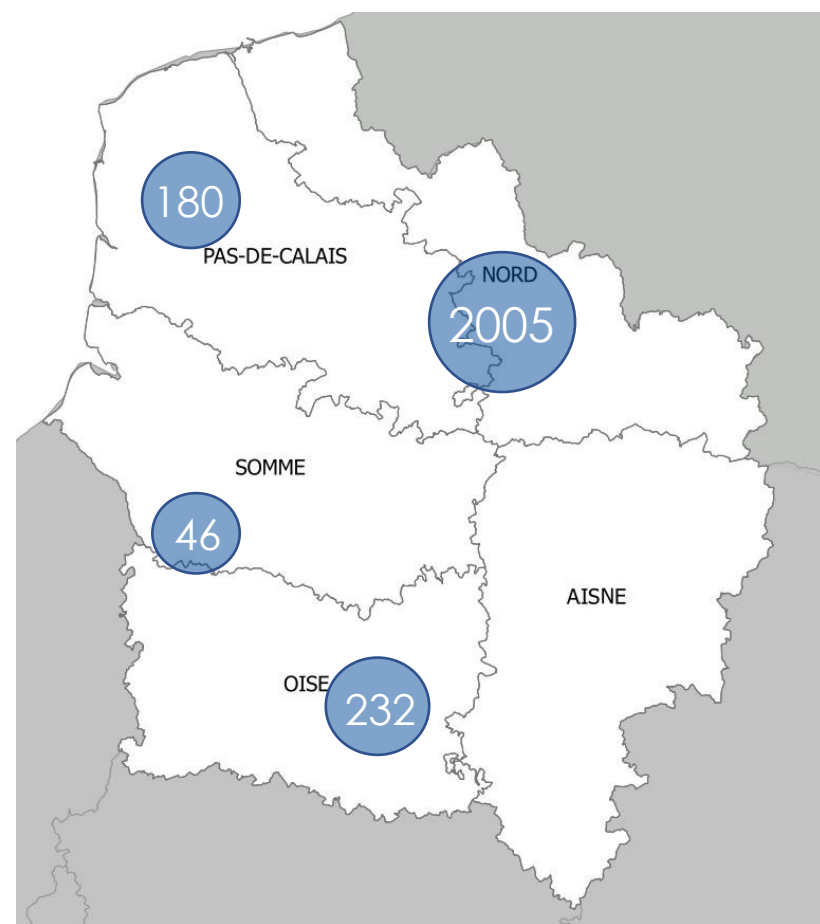 180
PAS-DE-CALAIS
NORD
2005
SOMME
46
AISNE
OISE
232